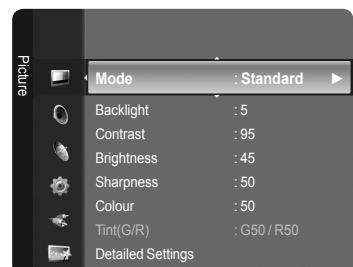 Picture
Mode : Standard ►
Backlight : 5
Contrast : 95
Brightness : 45
Sharpness : 50
Colour : 50
Tint(G/R) : G50 / R50
Detailed Settings